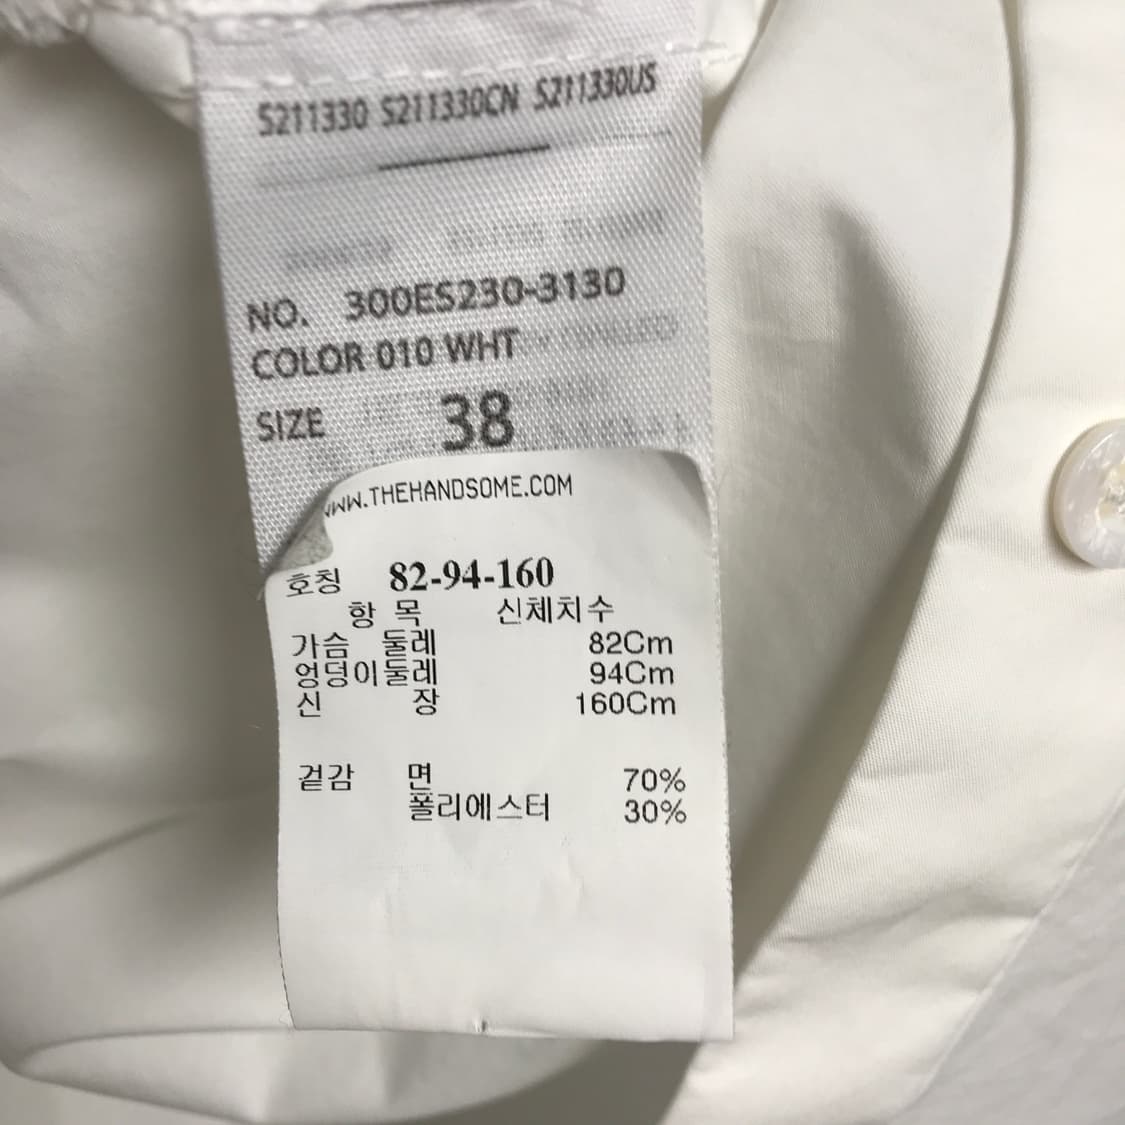 S211330 S211330CN S211330US
NO. 300ES230-3130
COLOR 010 WHT
SIZE 38
WWW.THEHANDSOME.COM
호칭 82-94-160
항 목 신체치수
가슴 둘레 82Cm
엉덩이둘레 94Cm
신 장 160Cm
겉감 면 70%
폴리에스터 30%